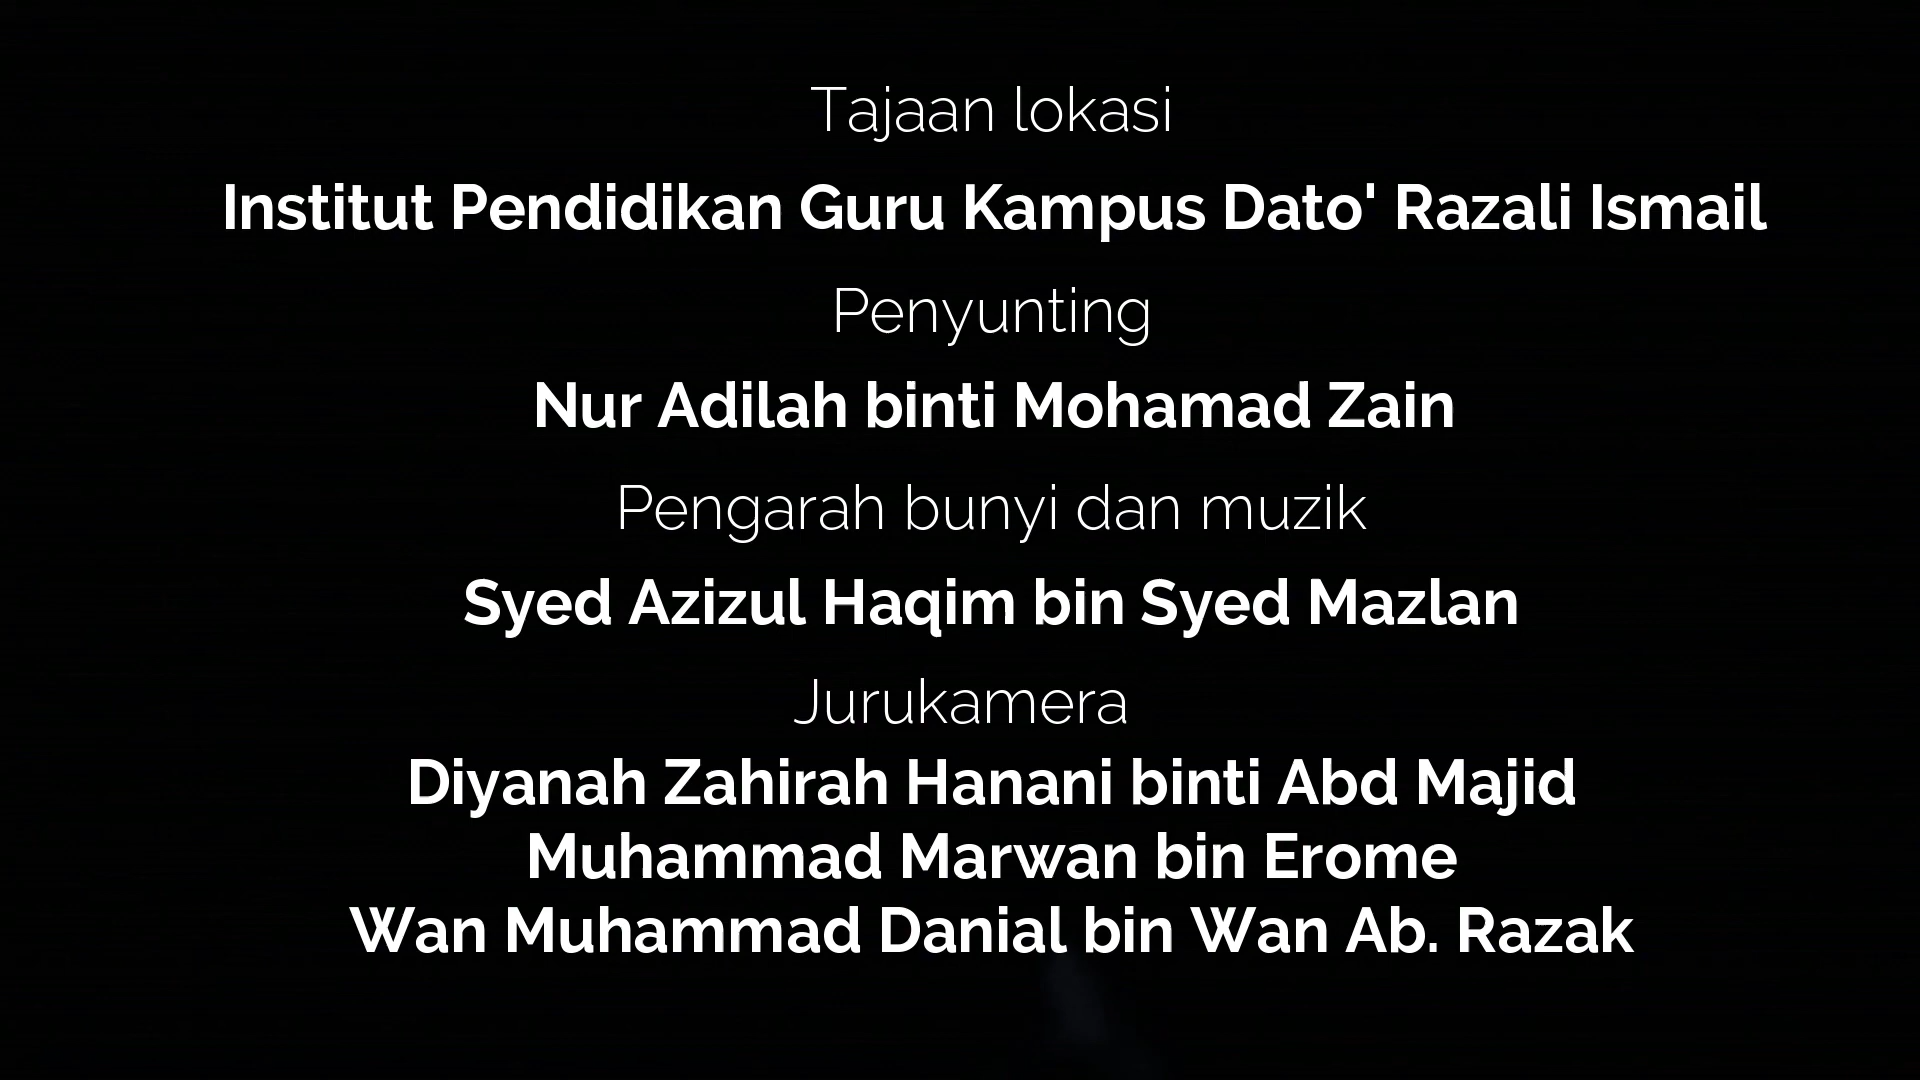 Tajaan lokasi
Institut Pendidikan Guru Kampus Dato' Razali Ismail
Penyunting
Nur Adilah binti Mohamad Zain
Pengarah bunyi dan muzik
Syed Azizul Haqim bin Syed Mazlan
Jurukamera
Diyanah Zahirah Hanani binti Abd Majid
Muhammad Marwan bin Erome
Wan Muhammad Danial bin Wan Ab. Razak